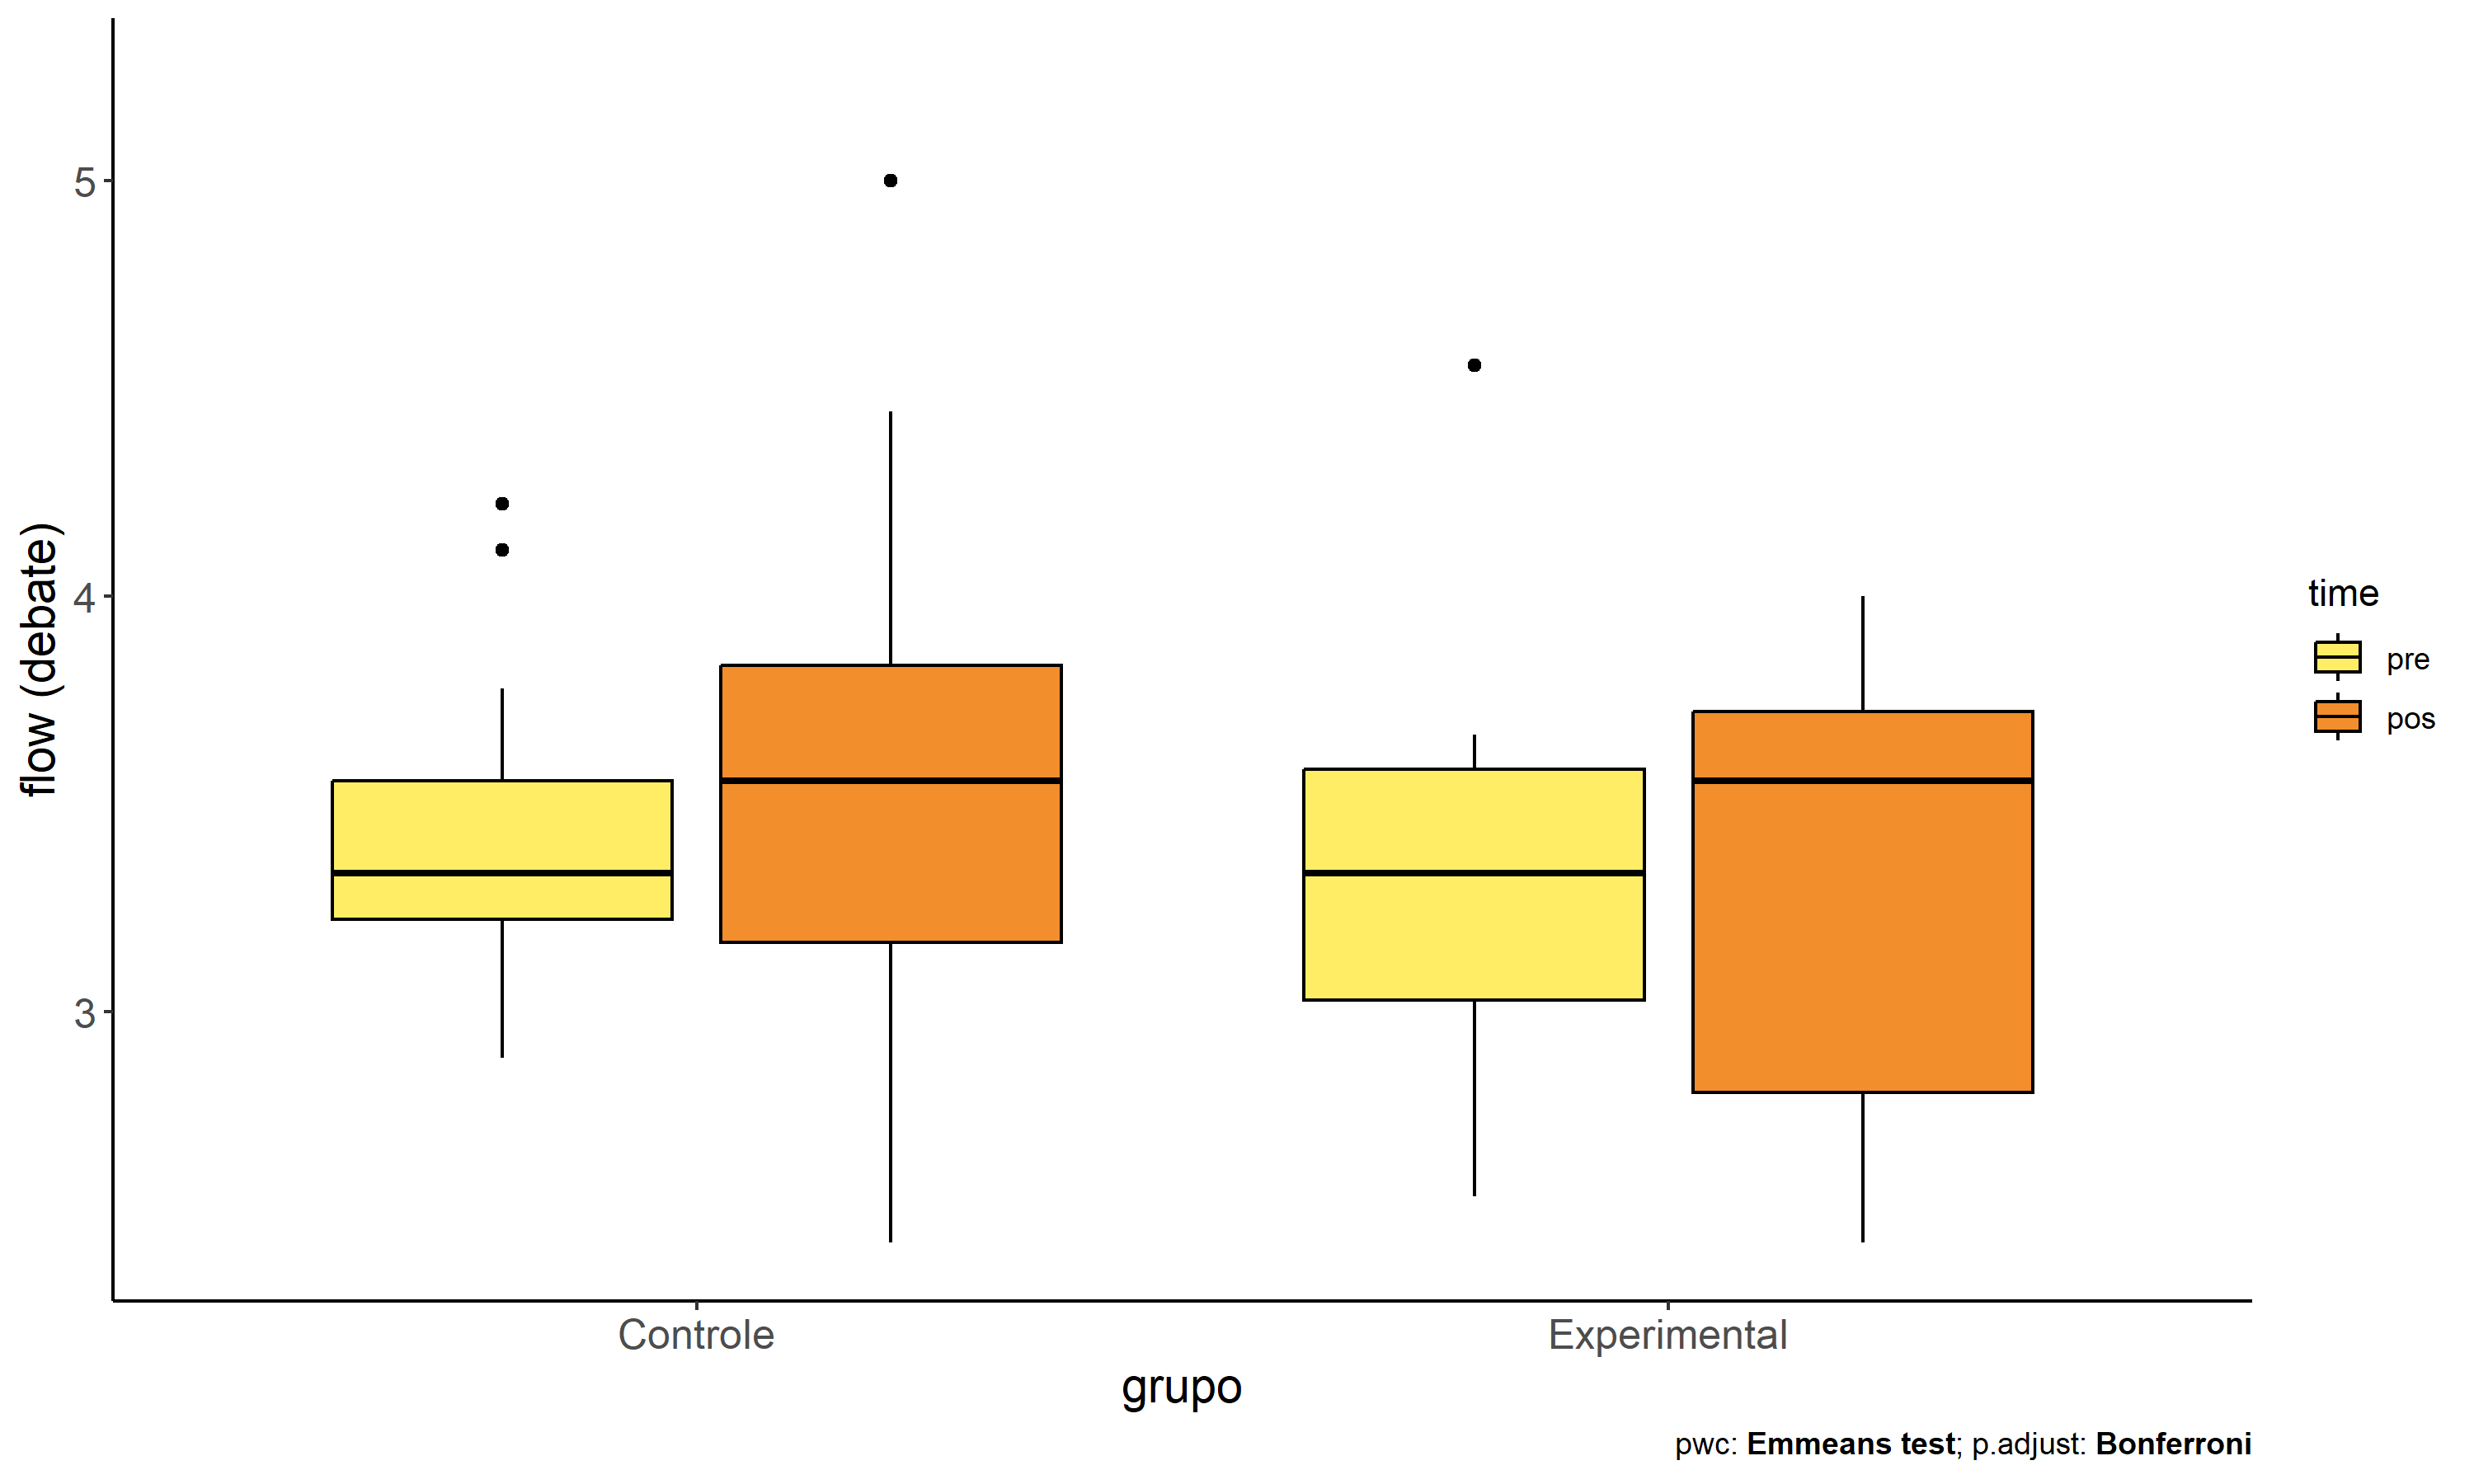 flow (debate)
5
4
3
Controle
Experimental
grupo
time
pre
pos
pwc: Emmeans test; p.adjust: Bonferroni